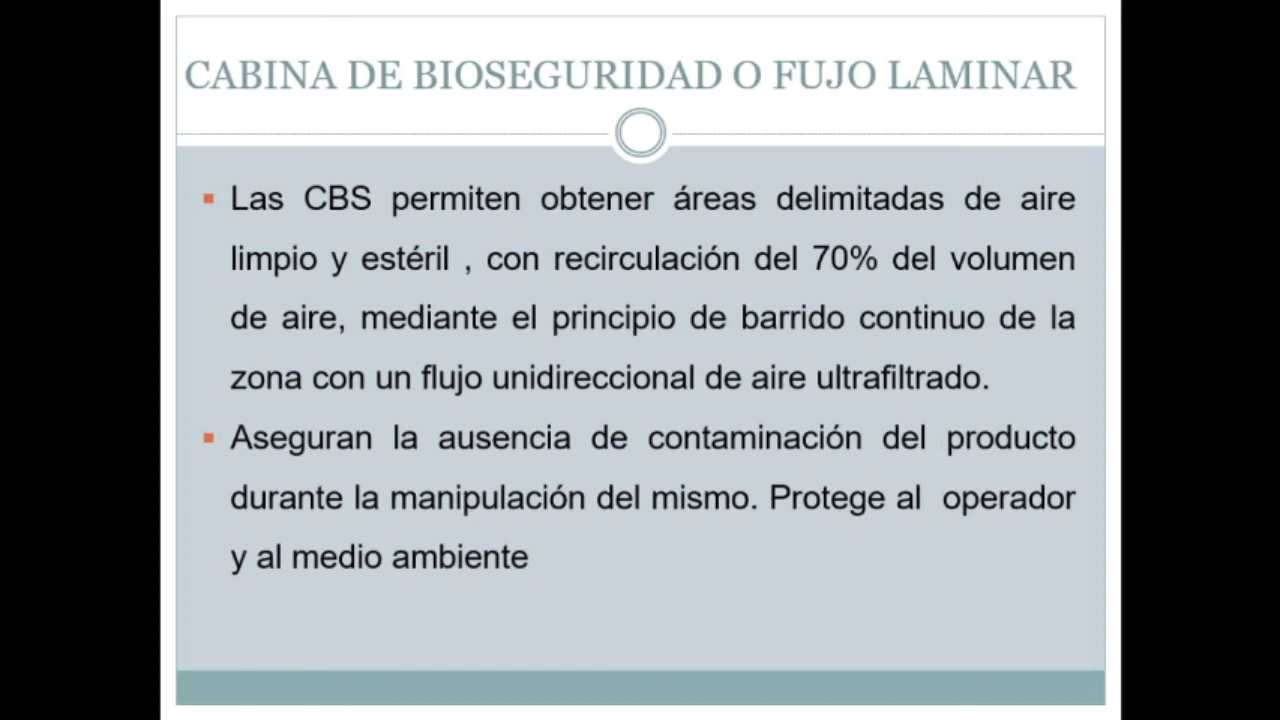 CABINA DE BIOSEGURIDAD O FUJO LAMINAR
Las CBS permiten obtener áreas delimitadas de aire
limpio y estéril , con recirculación del 70% del volumen
de aire, mediante el principio de barrido continuo de la
zona con un flujo unidireccional de aire ultrafiltrado.
Aseguran la ausencia de contaminación del producto
durante la manipulación del mismo. Protege al operador
y al medio ambiente